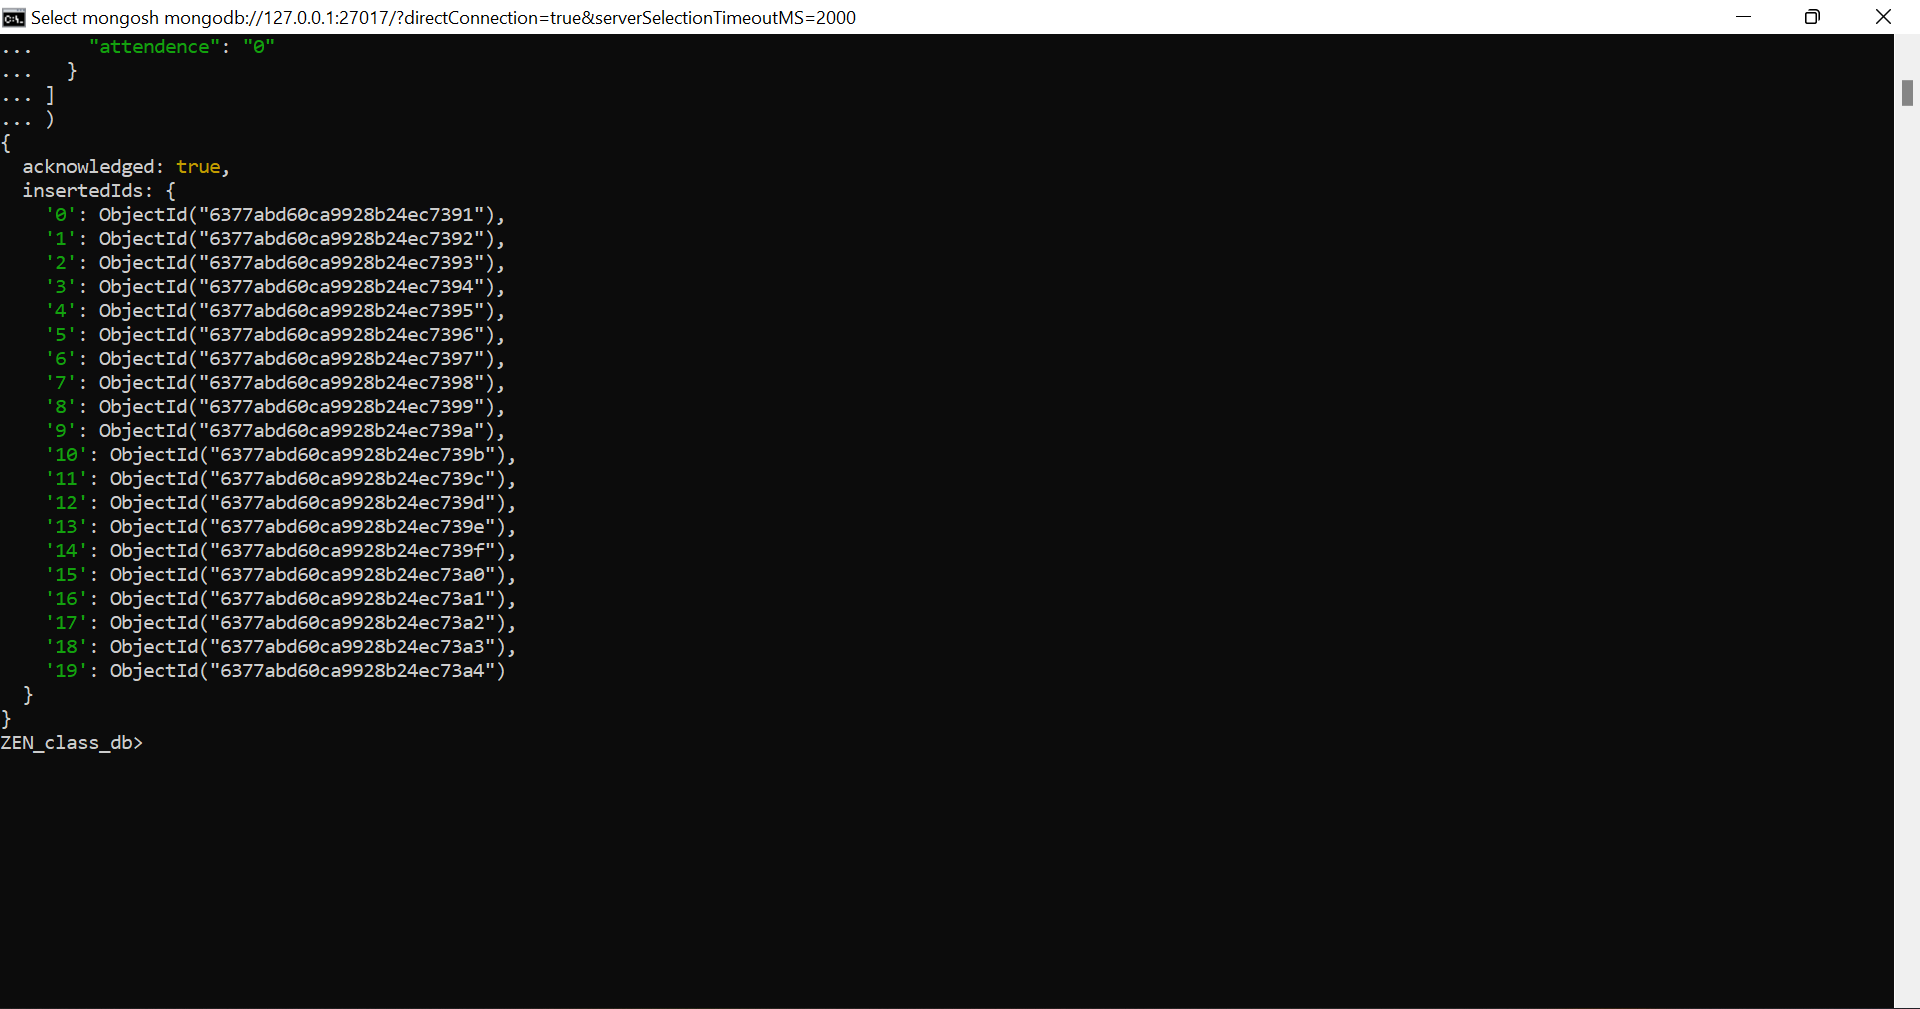 Select mongosh mongodb://127.0.0.1:27017/?directConnection=true&serverSelectionTimeoutMS=2000
...     "attendence": "0"
...   }
... ]
... )
{
  acknowledged: true,
  insertedIds: {
    '0': ObjectId("6377abd60ca9928b24ec7391"),
    '1': ObjectId("6377abd60ca9928b24ec7392"),
    '2': ObjectId("6377abd60ca9928b24ec7393"),
    '3': ObjectId("6377abd60ca9928b24ec7394"),
    '4': ObjectId("6377abd60ca9928b24ec7395"),
    '5': ObjectId("6377abd60ca9928b24ec7396"),
    '6': ObjectId("6377abd60ca9928b24ec7397"),
    '7': ObjectId("6377abd60ca9928b24ec7398"),
    '8': ObjectId("6377abd60ca9928b24ec7399"),
    '9': ObjectId("6377abd60ca9928b24ec739a"),
    '10': ObjectId("6377abd60ca9928b24ec739b"),
    '11': ObjectId("6377abd60ca9928b24ec739c"),
    '12': ObjectId("6377abd60ca9928b24ec739d"),
    '13': ObjectId("6377abd60ca9928b24ec739e"),
    '14': ObjectId("6377abd60ca9928b24ec739f"),
    '15': ObjectId("6377abd60ca9928b24ec73a0"),
    '16': ObjectId("6377abd60ca9928b24ec73a1"),
    '17': ObjectId("6377abd60ca9928b24ec73a2"),
    '18': ObjectId("6377abd60ca9928b24ec73a3"),
    '19': ObjectId("6377abd60ca9928b24ec73a4")
  }
}
ZEN_class_db>